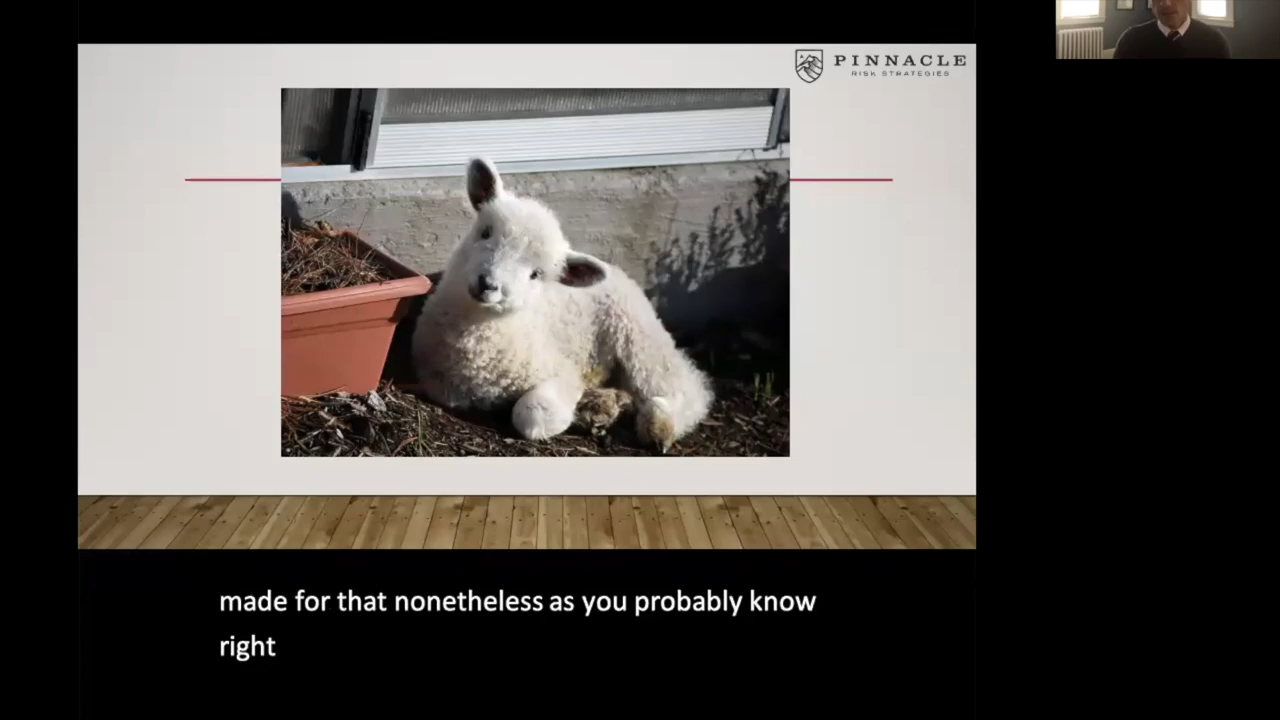 PINNACLE
RISK STRATEGIES
made for that nonetheless as you probably know
right